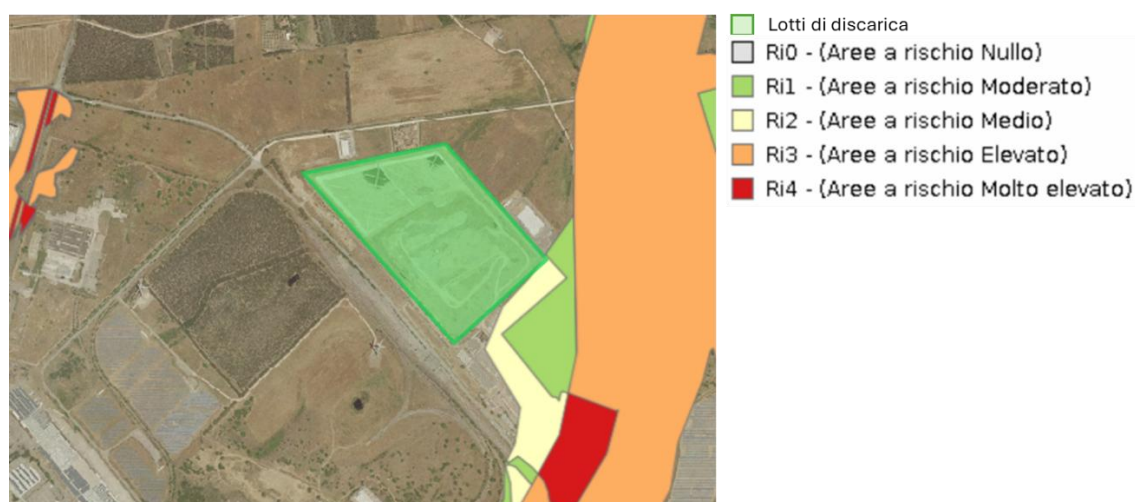 Lotti di discarica
Ri0 - (Aree a rischio Nullo)
Ri1 - (Aree a rischio Moderato)
Ri2 - (Aree a rischio Medio)
Ri3 - (Aree a rischio Elevato)
Ri4 - (Aree a rischio Molto elevato)